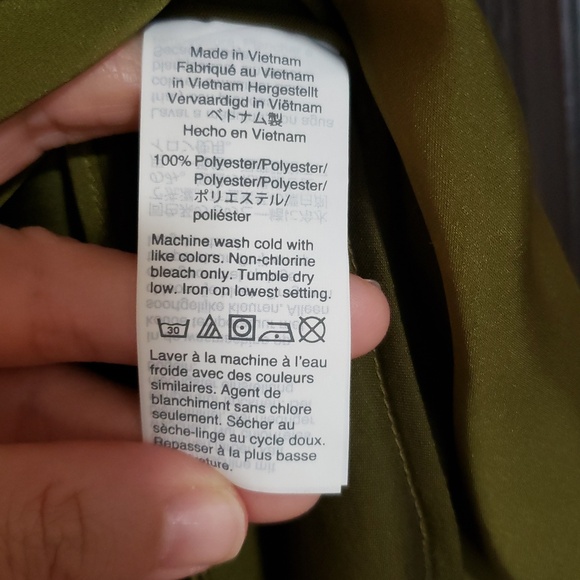 Made in Vietnam
Fabriqué au Vietnam
in Vietnam Hergestellt
Vervaardigd in Viëtnam
ベトナム製
Hecho en Vietnam
100% Polyester/Polyester/
Polyester/Polyester/
ポリエステル/
poliéster
Machine wash cold with
like colors. Non-chlorine
bleach only. Tumble dry
low. Iron on lowest setting.
30
Laver à la machine à l'eau
froide avec des couleurs
similaires. Agent de
blanchiment sans chlore
seulement. Sécher au
sèche-linge au cycle doux.
Repasser à la plus basse